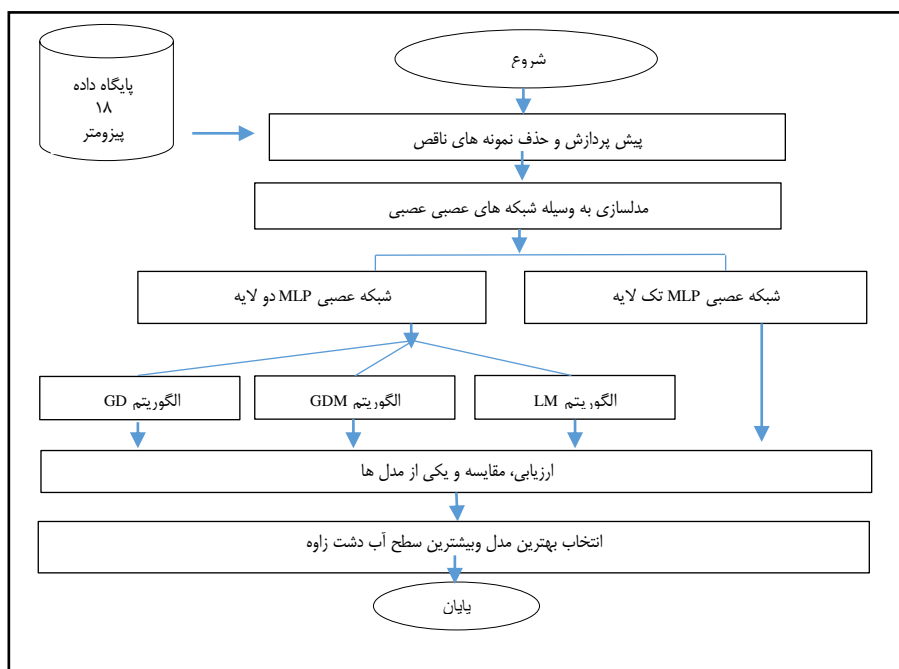 شروع
پایگاه داده
۱۸
پیزومتر
پیش پردازش و حذف نمونه های ناقص
مدلسازی به وسیله شبکه های عصبی عصبی
شبکه عصبی MLP تک لایه
شبکه عصبی MLP دو لایه
الگوریتم LM
الگوریتم GDM
الگوریتم GD
ارزیابی، مقایسه و یکی از مدل ها
انتخاب بهترین مدل وبیشترین سطح آب دشت زاوه
پایان